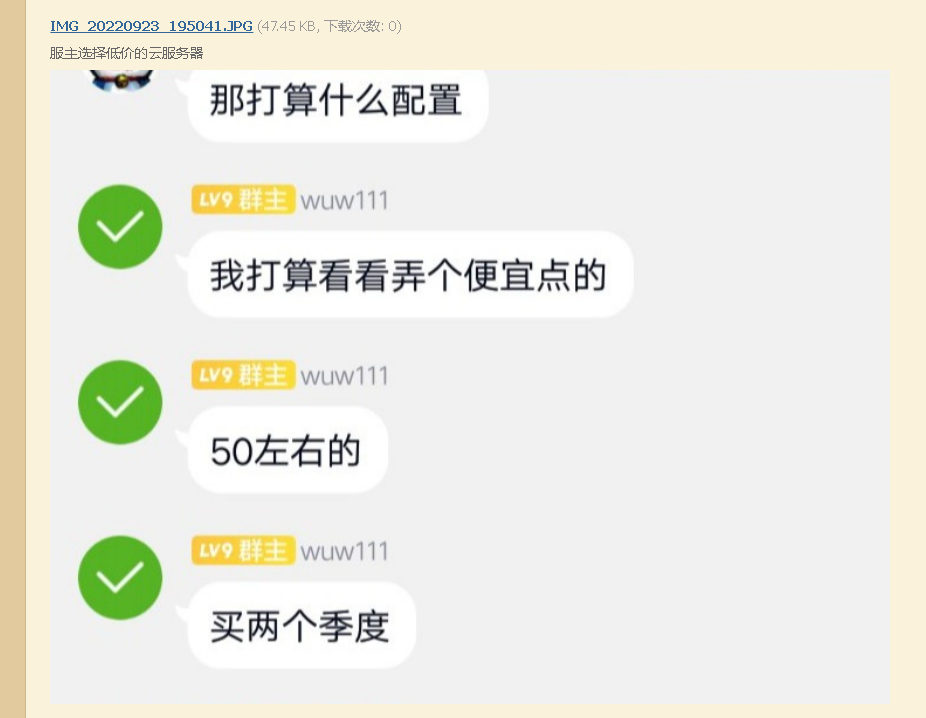 IMG_20220923_195041.JPG (47.45 KB, 下载次数: 0)
服主选择低价的云服务器
那打算什么配置
LV9 群主 wuw111
我打算看看弄个便宜点的
LV9 群主 wuw111
50左右的
LV9 群主 wuw111
买两个季度